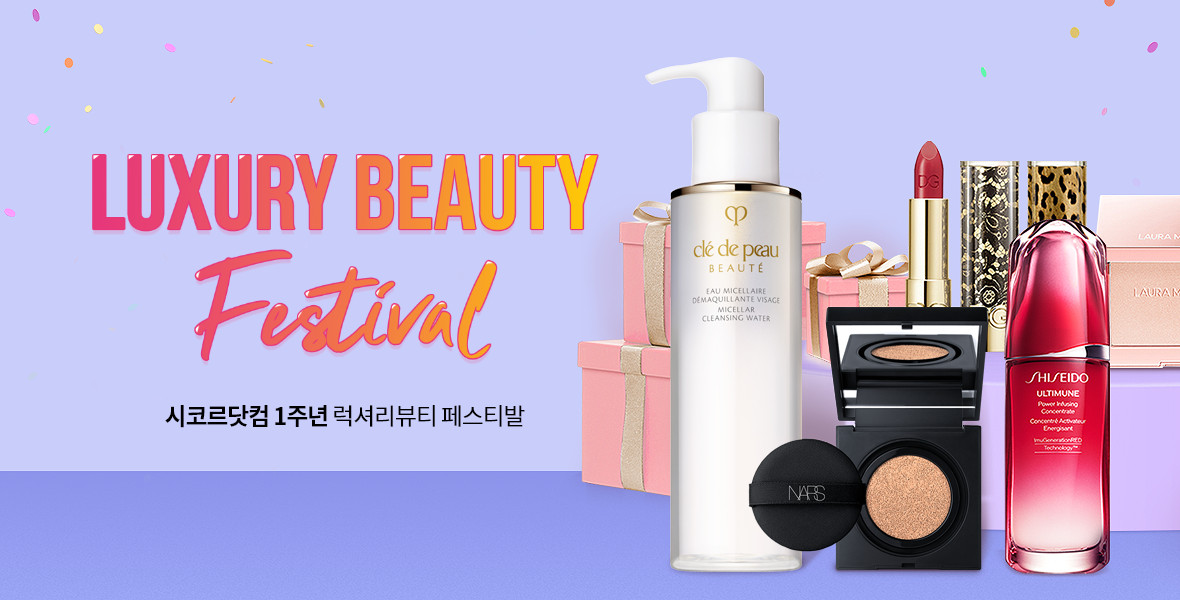 LUXURY BEAUTY
Festival
시코르닷컴 1주년 럭셔리뷰티 페스티발
clé de peau
BEAUTÉ
EAU MICELLAIRE
DÉMAQUILLANTE VISAGE
MICELLAR
CLEANSING WATER
DG
NARS
SHISEIDO
ULTIMUNE
Power Infusing
Concentrate
Concentré Activateur
Energisant
ImuGenerationRED
Technology™
LAURA M
LAURA M